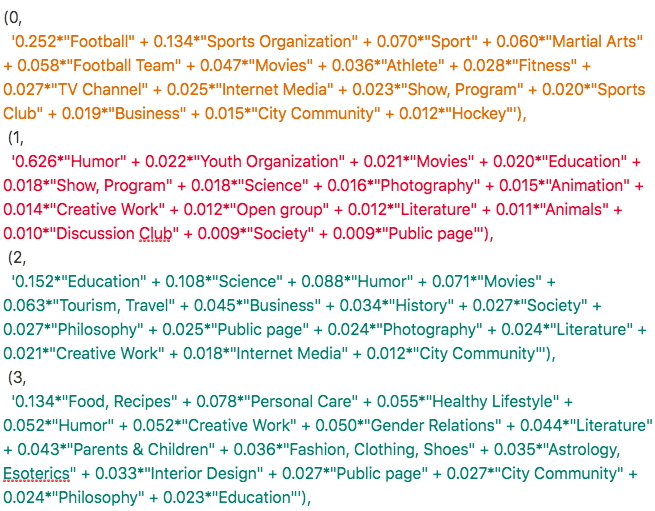 (0,
'0.252*"Football" + 0.134*"Sports Organization" + 0.070*"Sport" + 0.060*"Martial Arts"
+ 0.058*"Football Team" + 0.047*"Movies" + 0.036*"Athlete" + 0.028*"Fitness" +
0.027*"TV Channel" + 0.025*"Internet Media" + 0.023*"Show, Program" + 0.020*"Sports
Club" + 0.019*"Business" + 0.015*"City Community" + 0.012*"Hockey"'),
(1,
'0.626*"Humor" + 0.022*"Youth Organization" + 0.021*"Movies" + 0.020*"Education" +
0.018*"Show, Program" + 0.018*"Science" + 0.016*"Photography" + 0.015*"Animation" +
0.014*"Creative Work" + 0.012*"Open group" + 0.012*"Literature" + 0.011*"Animals" +
0.010*"Discussion Club" + 0.009*"Society" + 0.009*"Public page"'),
(2,
'0.152*"Education" + 0.108*"Science" + 0.088*"Humor" + 0.071*"Movies" +
0.063*"Tourism, Travel" + 0.045*"Business" + 0.034*"History" + 0.027*"Society" +
0.027*"Philosophy" + 0.025*"Public page" + 0.024*"Photography" + 0.024*"Literature" +
0.021*"Creative Work" + 0.018*"Internet Media" + 0.012*"City Community"'),
(3,
'0.134*"Food, Recipes" + 0.078*"Personal Care" + 0.055*"Healthy Lifestyle" +
0.052*"Humor" + 0.052*"Creative Work" + 0.050*"Gender Relations" + 0.044*"Literature"
+ 0.043*"Parents & Children" + 0.036*"Fashion, Clothing, Shoes" + 0.035*"Astrology,
Esoterics" + 0.033*"Interior Design" + 0.027*"Public page" + 0.027*"City Community" +
0.024*"Philosophy" + 0.023*"Education"'),